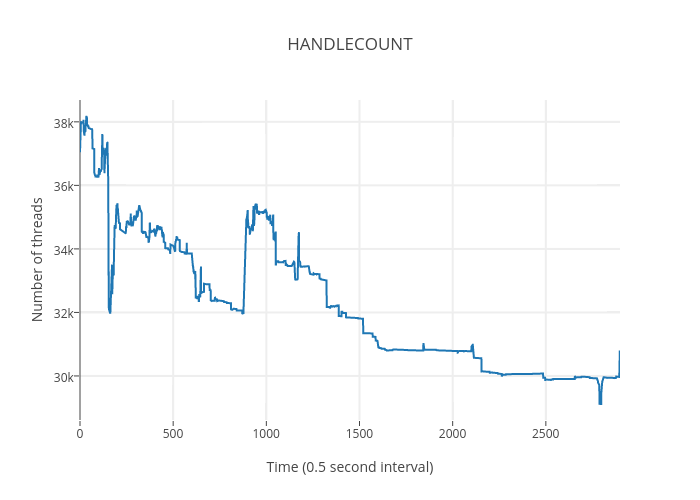 HANDLECOUNT
38k
36k
34k
32k
30k
Number of threads
0 500 1000 1500 2000 2500
Time (0.5 second interval)